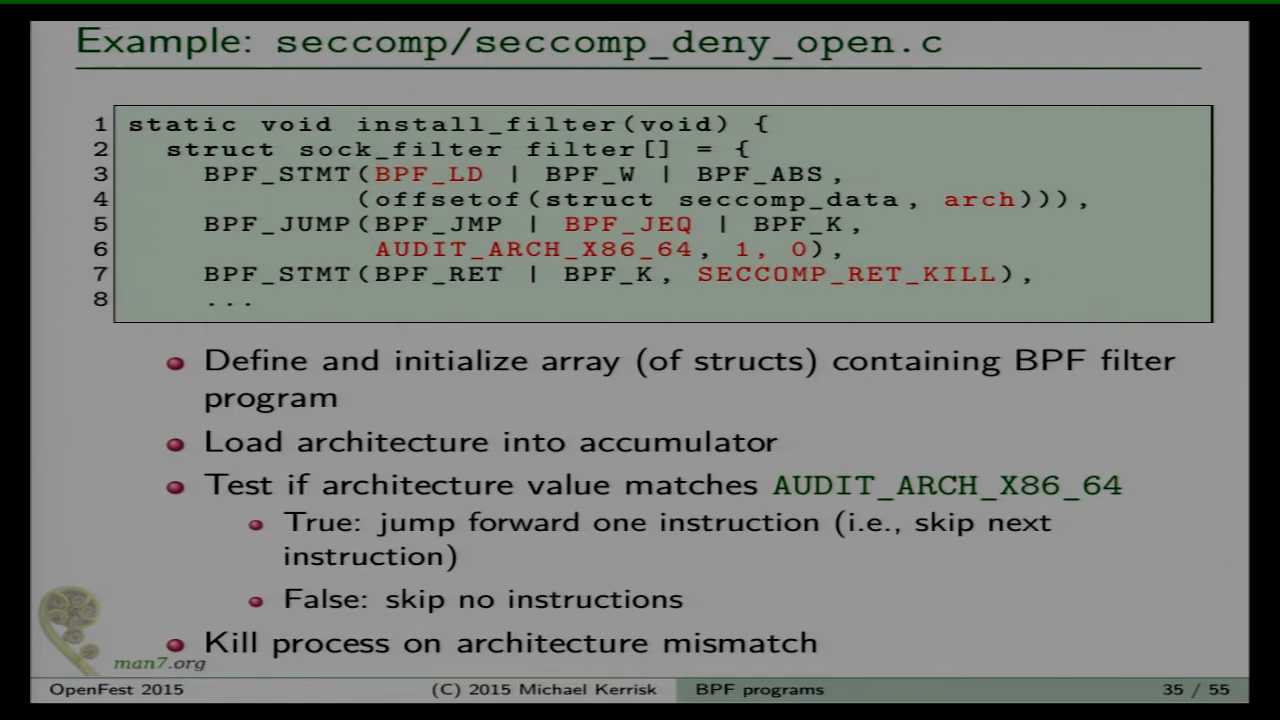 Example: seccomp/seccomp_deny_open.c
1 static void install_filter(void) {
2 struct sock_filter filter[] = {
3 BPF_STMT(BPF_LD | BPF_W | BPF_ABS,
4 (offsetof(struct seccomp_data, arch))),
5 BPF_JUMP(BPF_JMP | BPF_JEQ | BPF_K,
6 AUDIT_ARCH_X86_64, 1, 0),
7 BPF_STMT(BPF_RET | BPF_K, SECCOMP_RET_KILL),
8 ...
Define and initialize array (of structs) containing BPF filter
program
Load architecture into accumulator
Test if architecture value matches AUDIT_ARCH_X86_64
True: jump forward one instruction (i.e., skip next
instruction)
False: skip no instructions
Kill process on architecture mismatch
man7.org
OpenFest 2015 (C) 2015 Michael Kerrisk BPF programs 35 / 55